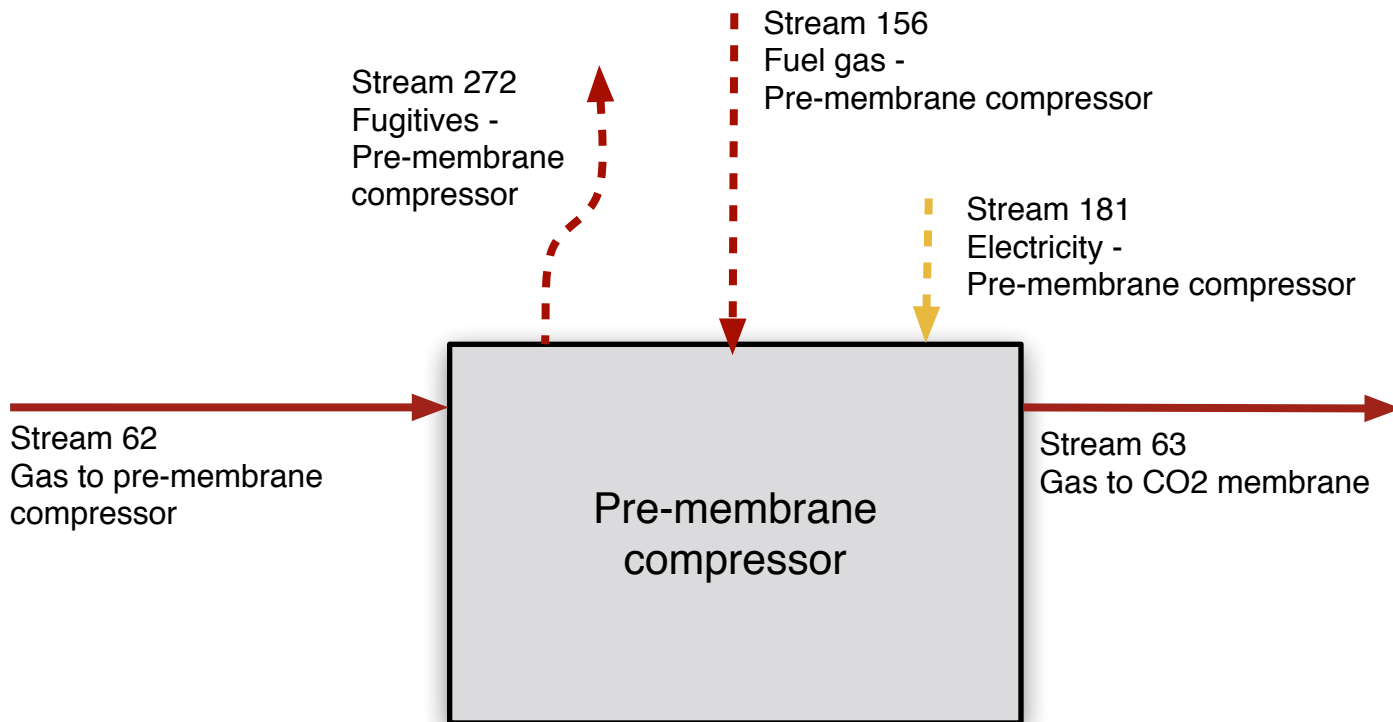 Stream 156
Fuel gas -
Pre-membrane compressor
Stream 272
Fugitives -
Pre-membrane
compressor
Stream 181
Electricity -
Pre-membrane compressor
Stream 62
Gas to pre-membrane
compressor
Stream 63
Gas to CO2 membrane
Pre-membrane
compressor